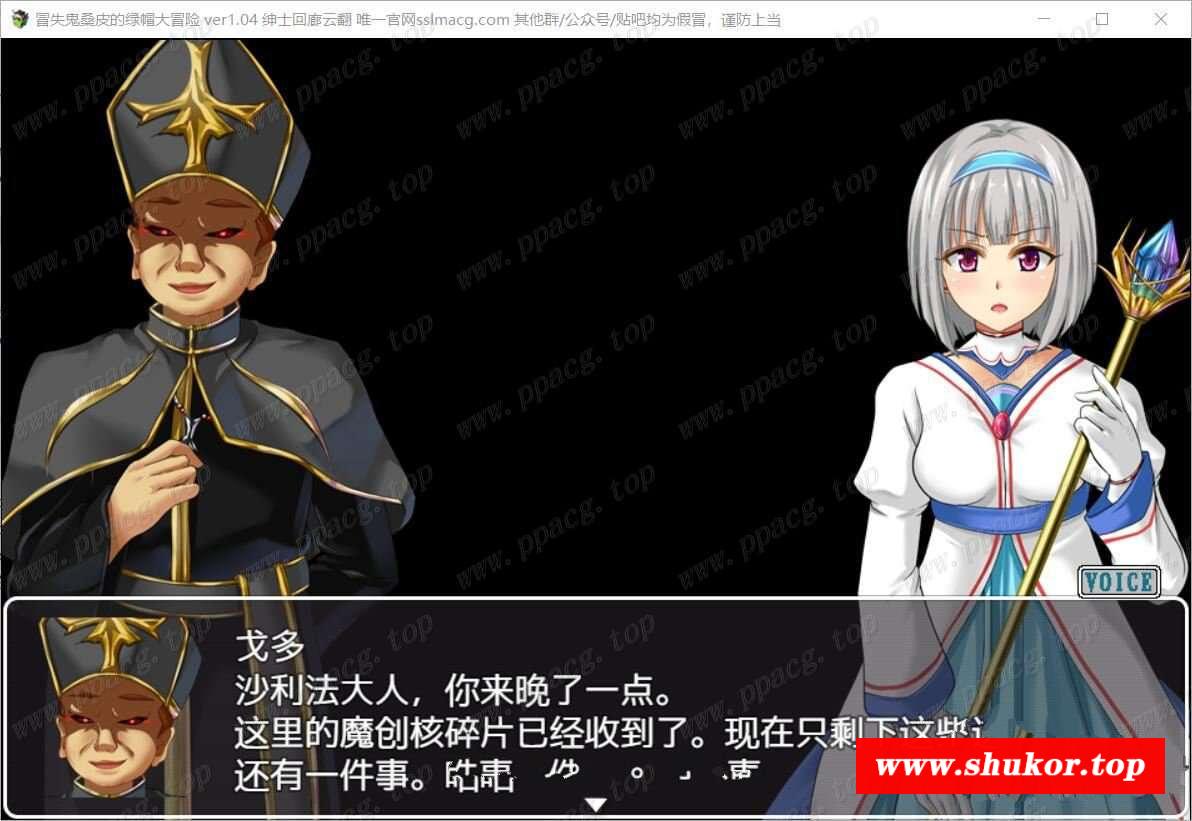 冒失鬼桑皮的绿帽大冒险 ver1.04 绅士回廊云翻 唯一官网sslmacg.com 其他群/公众号/贴吧均为假冒，谨防上当
www.ppacg.top
VOICE
戈多
沙利法大人，你来晚了一点。
这里的魔创核碎片已经收到了。现在只剩下这些
还有一件事。
www.shukor.top